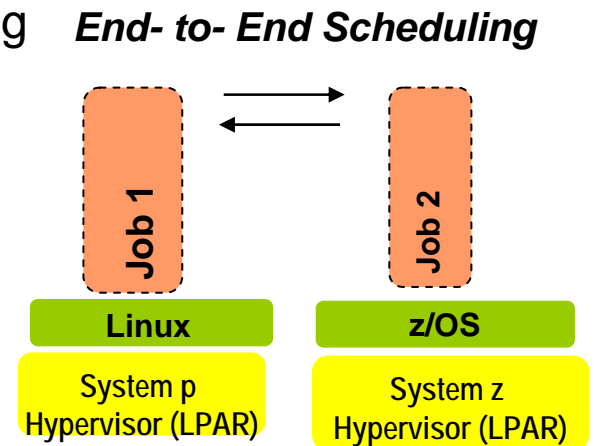 g End- to- End Scheduling
Job 1
Job 2
Linux
z/OS
System p
Hypervisor (LPAR)
System z
Hypervisor (LPAR)